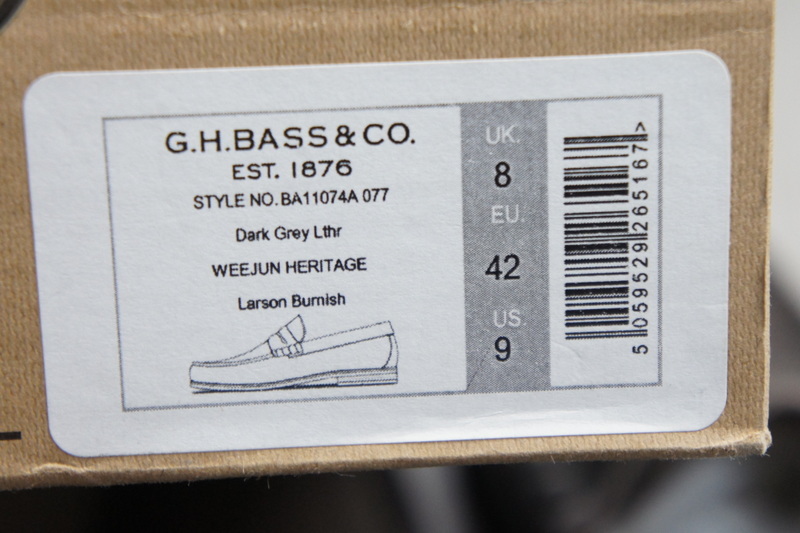 G.H.BASS & CO.
EST. 1876
STYLE NO. BA11074A 077
Dark Grey Lthr
WEEJUN HERITAGE
Larson Burnish
UK.
8
EU.
42
US.
9
5 059529 265167 >